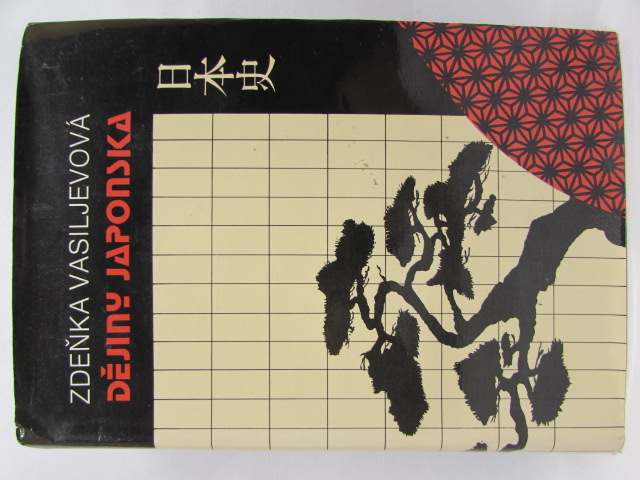 ZDEŇKA VASILJEVOVÁ
DĚJINY JAPONSKA
日本史